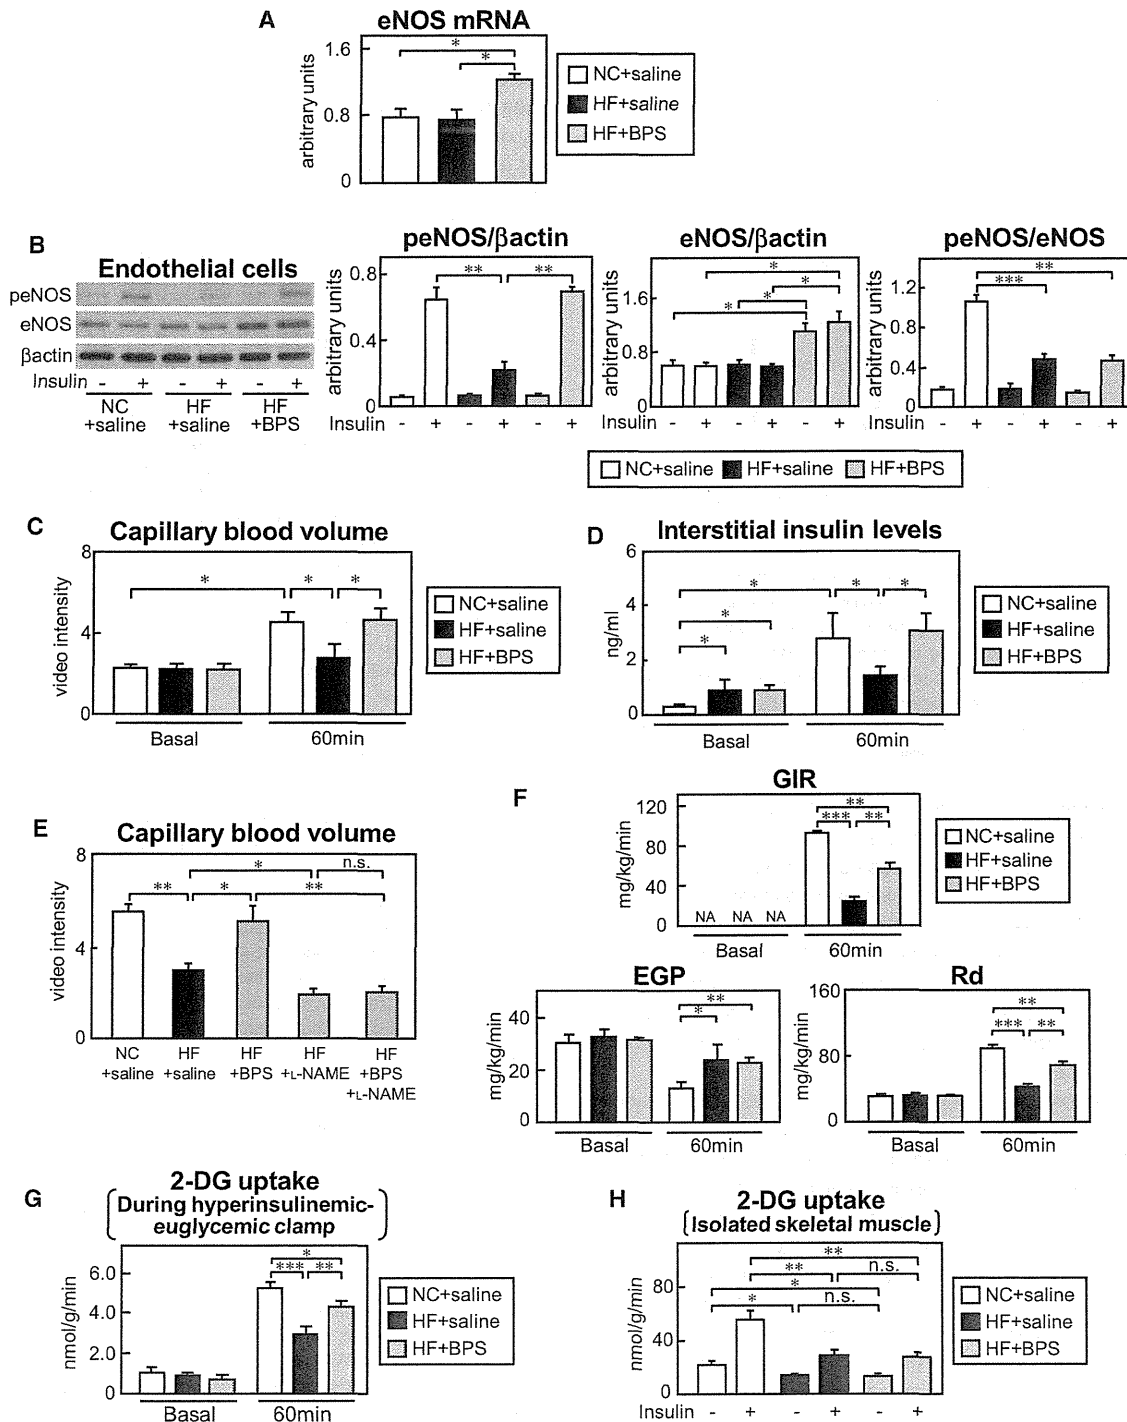 A
eNOS mRNA
arbitrary units
1.6
0.8
0
*
*
NC+saline
HF+saline
HF+BPS
B
Endothelial cells
peNOS
eNOS
βactin
Insulin - + - + - +
NC +saline
HF +saline
HF +BPS
peNOS/βactin
arbitrary units
0.8
0.4
0
** **
Insulin - + - + - +
eNOS/βactin
arbitrary units
1.6
0.8
0
*
*
*
*
Insulin - + - + - +
peNOS/eNOS
arbitrary units
1.2
0.4
0
**
***
Insulin - + - + - +
NC+saline HF+saline HF+BPS
C
Capillary blood volume
video intensity
8
4
0
* * *
Basal 60min
NC+saline
HF+saline
HF+BPS
D
Interstitial insulin levels
ng/ml
6
4
2
0
* * *
*
*
Basal 60min
NC+saline
HF+saline
HF+BPS
E
Capillary blood volume
video intensity
8
4
0
* n.s.
** * **
NC +saline
HF +saline
HF +BPS
HF +L-NAME
HF +BPS +L-NAME
F
GIR
mg/kg/min
120
80
40
0
NA NA NA
**
*** **
Basal 60min
NC+saline
HF+saline
HF+BPS
EGP
mg/kg/min
40
20
0
**
*
Basal 60min
Rd
mg/kg/min
160
80
0
**
*** **
Basal 60min
G
2-DG uptake
(During hyperinsulinemic-
euglycemic clamp)
nmol/g/min
6.0
4.0
2.0
0
*
*** **
Basal 60min
NC+saline
HF+saline
HF+BPS
H
2-DG uptake
(Isolated skeletal muscle)
nmol/g/min
80
40
0
**
** n.s.
*
* n.s.
Insulin - + - + - +
NC+saline
HF+saline
HF+BPS